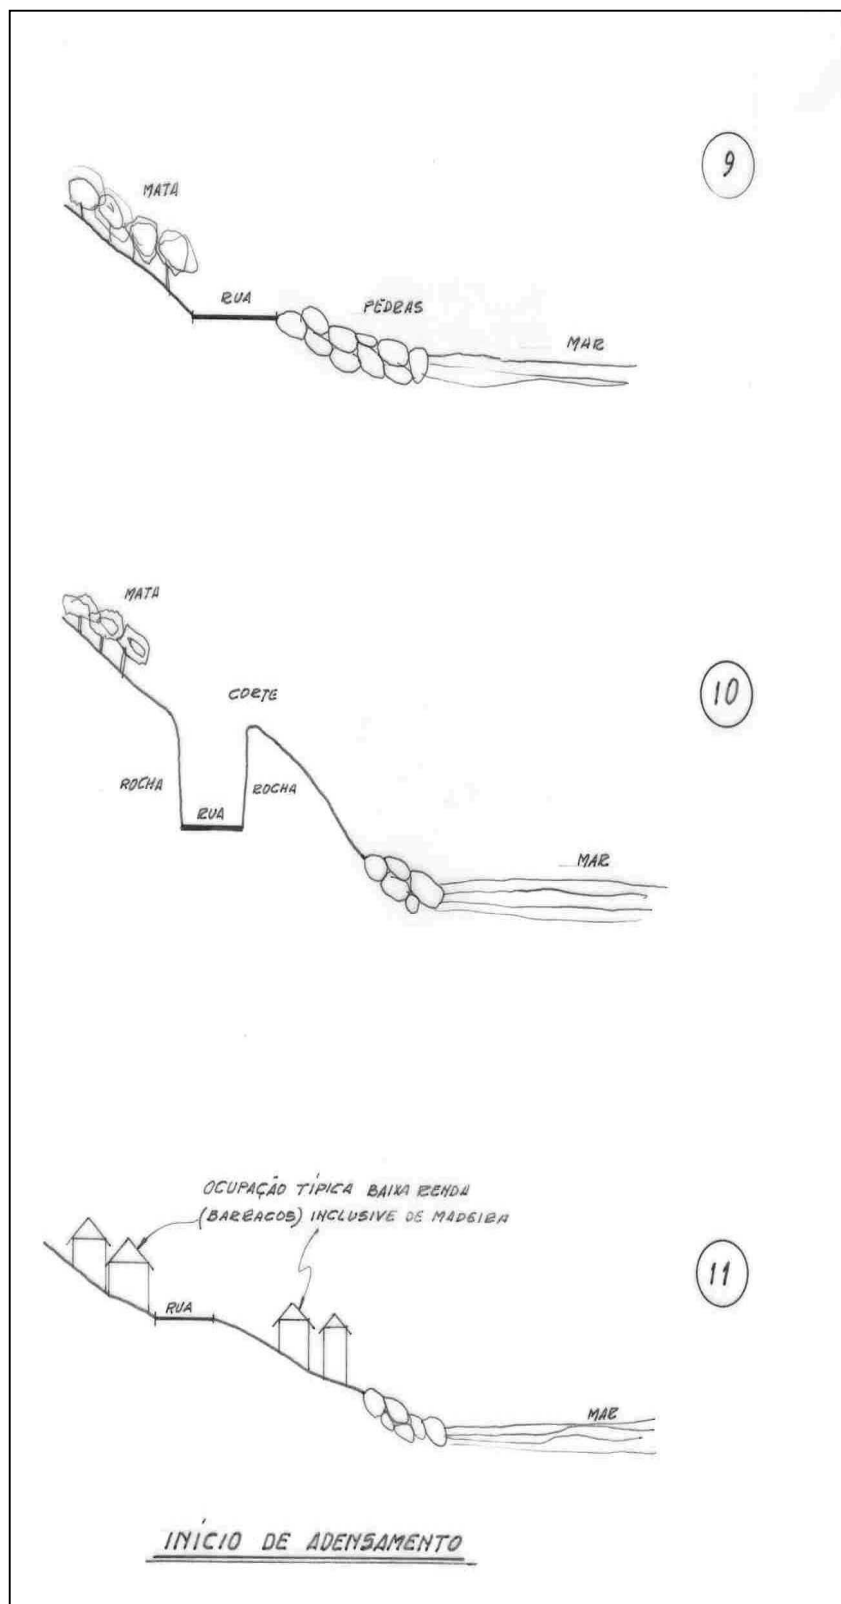 9
MATA
RUA
PEDRAS
MAR
10
MATA
CORTE
ROCHA
ROCHA
RUA
MAR
OCUPAÇÃO TÍPICA BAIXA RENDA
(BARRACOS) INCLUSIVE DE MADEIRA
11
RUA
MAR
INÍCIO DE ADENSAMENTO